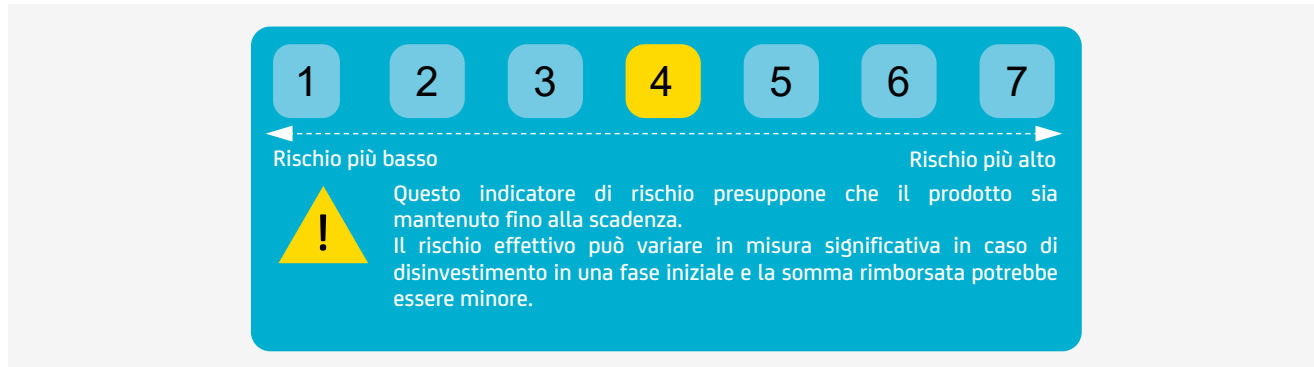 1 2 3 4 5 6 7
Rischio più basso Rischio più alto
!
Questo indicatore di rischio presuppone che il prodotto sia
mantenuto fino alla scadenza.
Il rischio effettivo può variare in misura significativa in caso di
disinvestimento in una fase iniziale e la somma rimborsata potrebbe
essere minore.